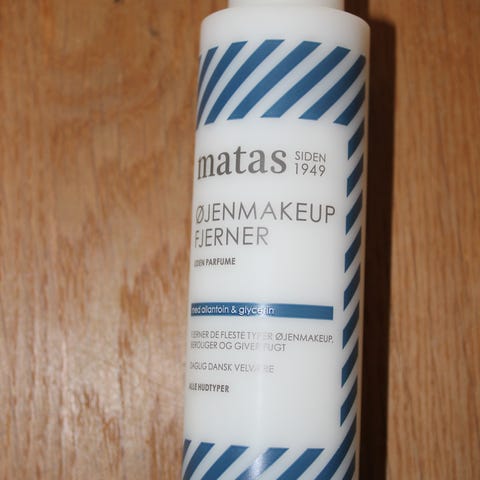 matas SIDEN
1949
ØJENMAKEUP
FJERNER
UDEN PARFUME
med allantoin & glycerin
FJERNER DE FLESTE TYPER ØJENMAKEUP,
BEROLIGER OG GIVER FUGT
DAGLIG DANSK VELVÆRE
ALLE HUDTYPER